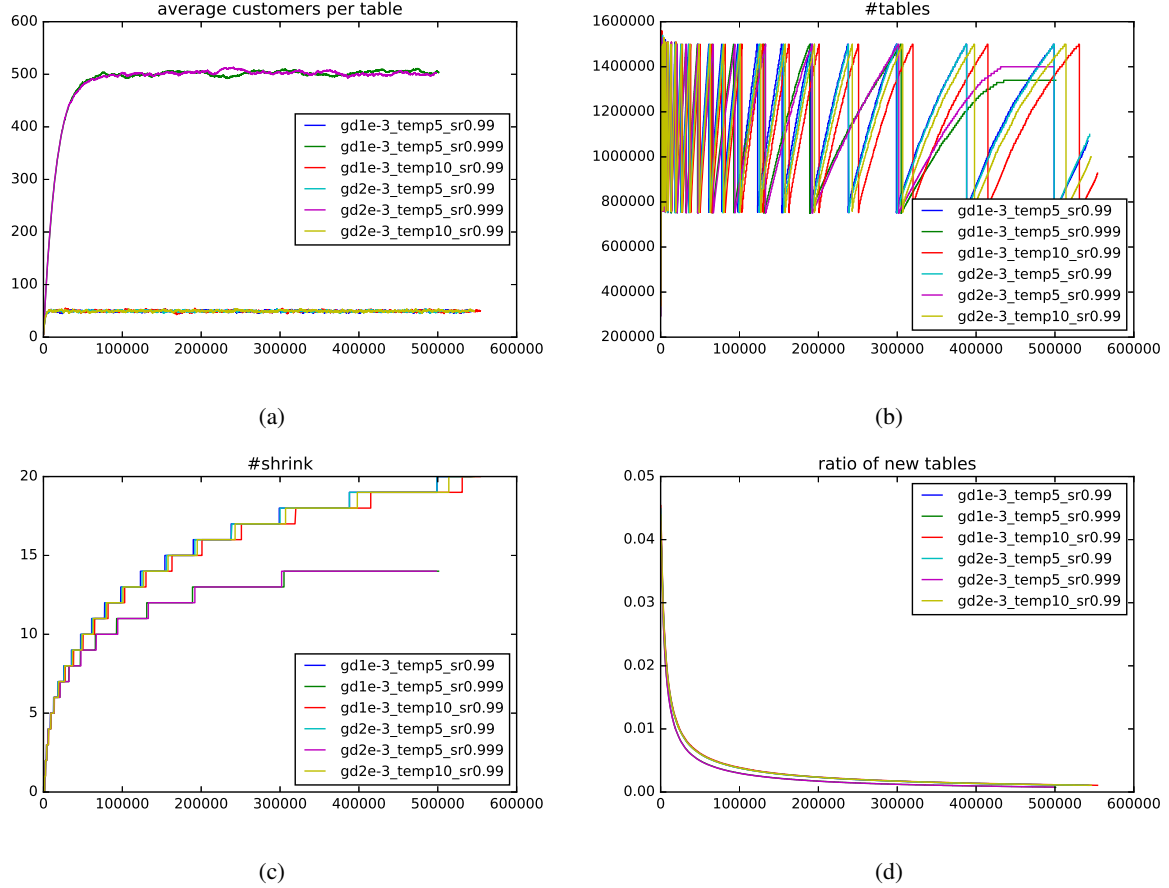 average customers per table
600
500
400
300
200
100
0
0 100000 200000 300000 400000 500000 600000
gd1e-3_temp5_sr0.99
gd1e-3_temp5_sr0.999
gd1e-3_temp10_sr0.99
gd2e-3_temp5_sr0.99
gd2e-3_temp5_sr0.999
gd2e-3_temp10_sr0.99
(a)
#tables
1600000
1400000
1200000
1000000
800000
600000
400000
200000
0 100000 200000 300000 400000 500000 600000
gd1e-3_temp5_sr0.99
gd1e-3_temp5_sr0.999
gd1e-3_temp10_sr0.99
gd2e-3_temp5_sr0.99
gd2e-3_temp5_sr0.999
gd2e-3_temp10_sr0.99
(b)
#shrink
20
15
10
5
0
0 100000 200000 300000 400000 500000 600000
gd1e-3_temp5_sr0.99
gd1e-3_temp5_sr0.999
gd1e-3_temp10_sr0.99
gd2e-3_temp5_sr0.99
gd2e-3_temp5_sr0.999
gd2e-3_temp10_sr0.99
(c)
ratio of new tables
0.05
0.04
0.03
0.02
0.01
0.00
0 100000 200000 300000 400000 500000 600000
gd1e-3_temp5_sr0.99
gd1e-3_temp5_sr0.999
gd1e-3_temp10_sr0.99
gd2e-3_temp5_sr0.99
gd2e-3_temp5_sr0.999
gd2e-3_temp10_sr0.99
(d)